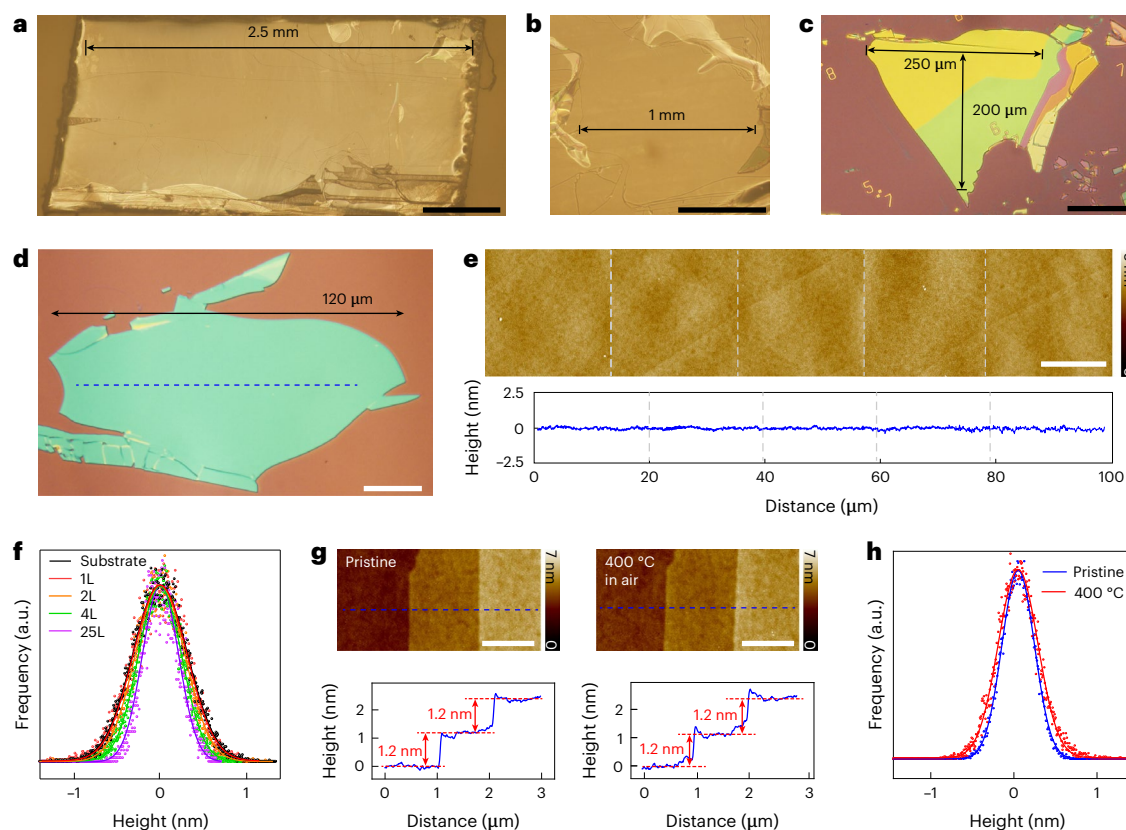 a
2.5 mm
b
1 mm
c
250 µm
200 µm
8
8
5:7
d
120 µm
e
Height (nm)
2.5
0
–2.5
0
20
40
60
80
100
Distance (µm)
f
Substrate
1L
2L
4L
25L
Frequency (a.u.)
–1
0
1
Height (nm)
g
Pristine
7 nm
0
400 °C
in air
7 nm
0
Height (nm)
2
1
0
1.2 nm
1.2 nm
0
1
2
3
Distance (µm)
Height (nm)
2
1
0
1.2 nm
1.2 nm
0
1
2
3
Distance (µm)
h
Pristine
400 °C
Frequency (a.u.)
–1
0
1
Height (nm)